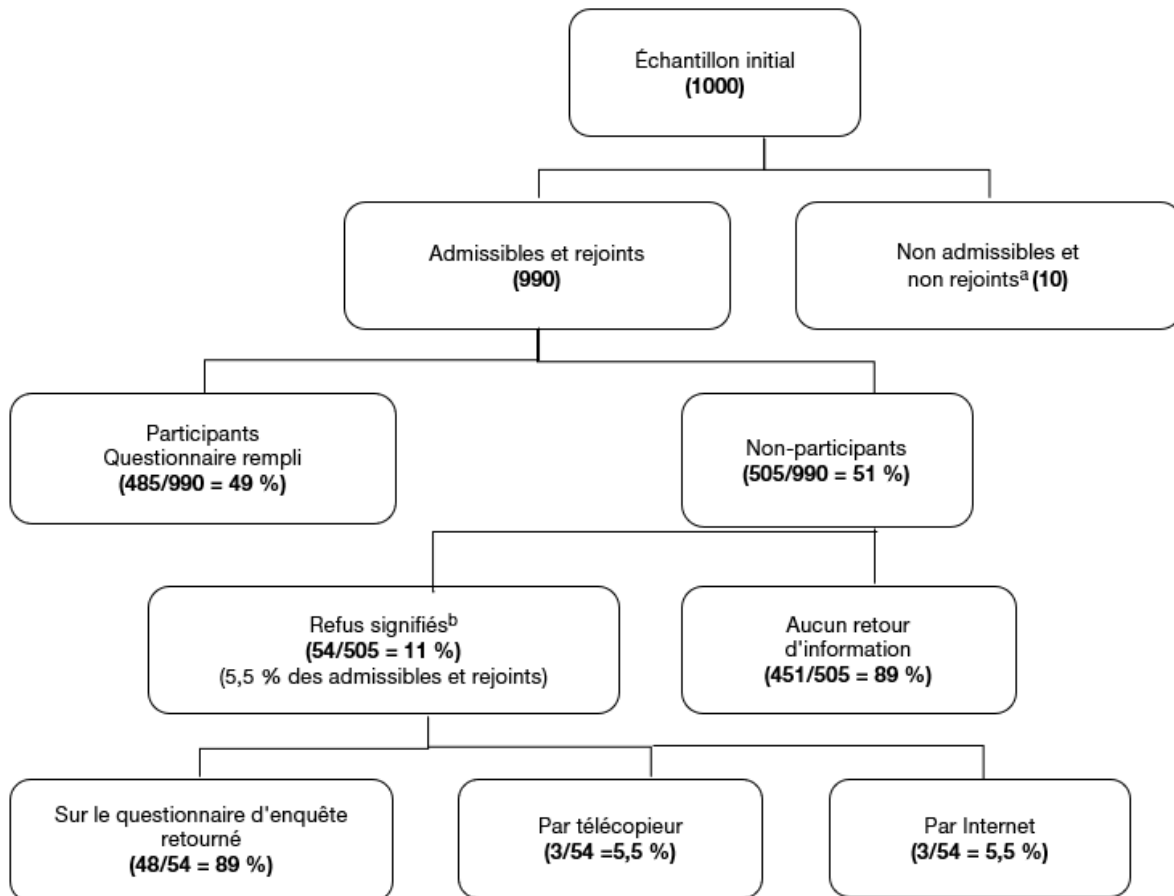 Échantillon initial
(1000)
Admissibles et rejoints
(990)
Non admissibles et
non rejointsᵃ (10)
Participants
Questionnaire rempli
(485/990 = 49 %)
Non-participants
(505/990 = 51 %)
Refus signifiésᵇ
(54/505 = 11 %)
(5,5 % des admissibles et rejoints)
Aucun retour
d'information
(451/505 = 89 %)
Sur le questionnaire d'enquête
retourné
(48/54 = 89 %)
Par télécopieur
(3/54 =5,5 %)
Par Internet
(3/54 = 5,5 %)